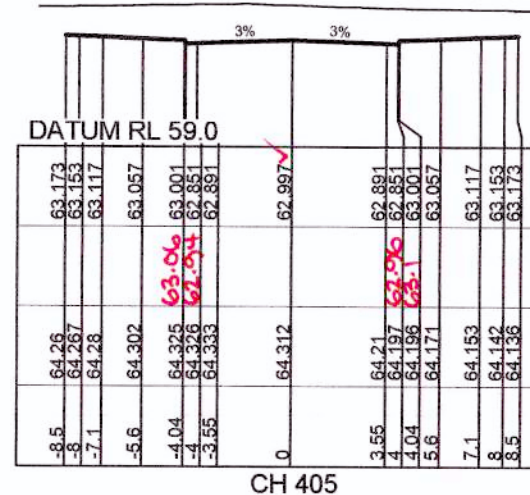 3% 3%
DATUM RL 59.0
63.173 63.153 63.117 63.057 63.001 62.851 62.891 62.997 62.891 62.851 63.001 63.057 63.117 63.153 63.173
63.06 62.94 62.96 63.1
64.26 64.267 64.28 64.302 64.325 64.326 64.333 64.312 64.21 64.197 64.196 64.171 64.153 64.142 64.136
-8.5 -8 -7.1 -5.6 -4.04 -4 -3.55 0 3.55 4 4.04 5.6 7.1 8 8.5
CH 405